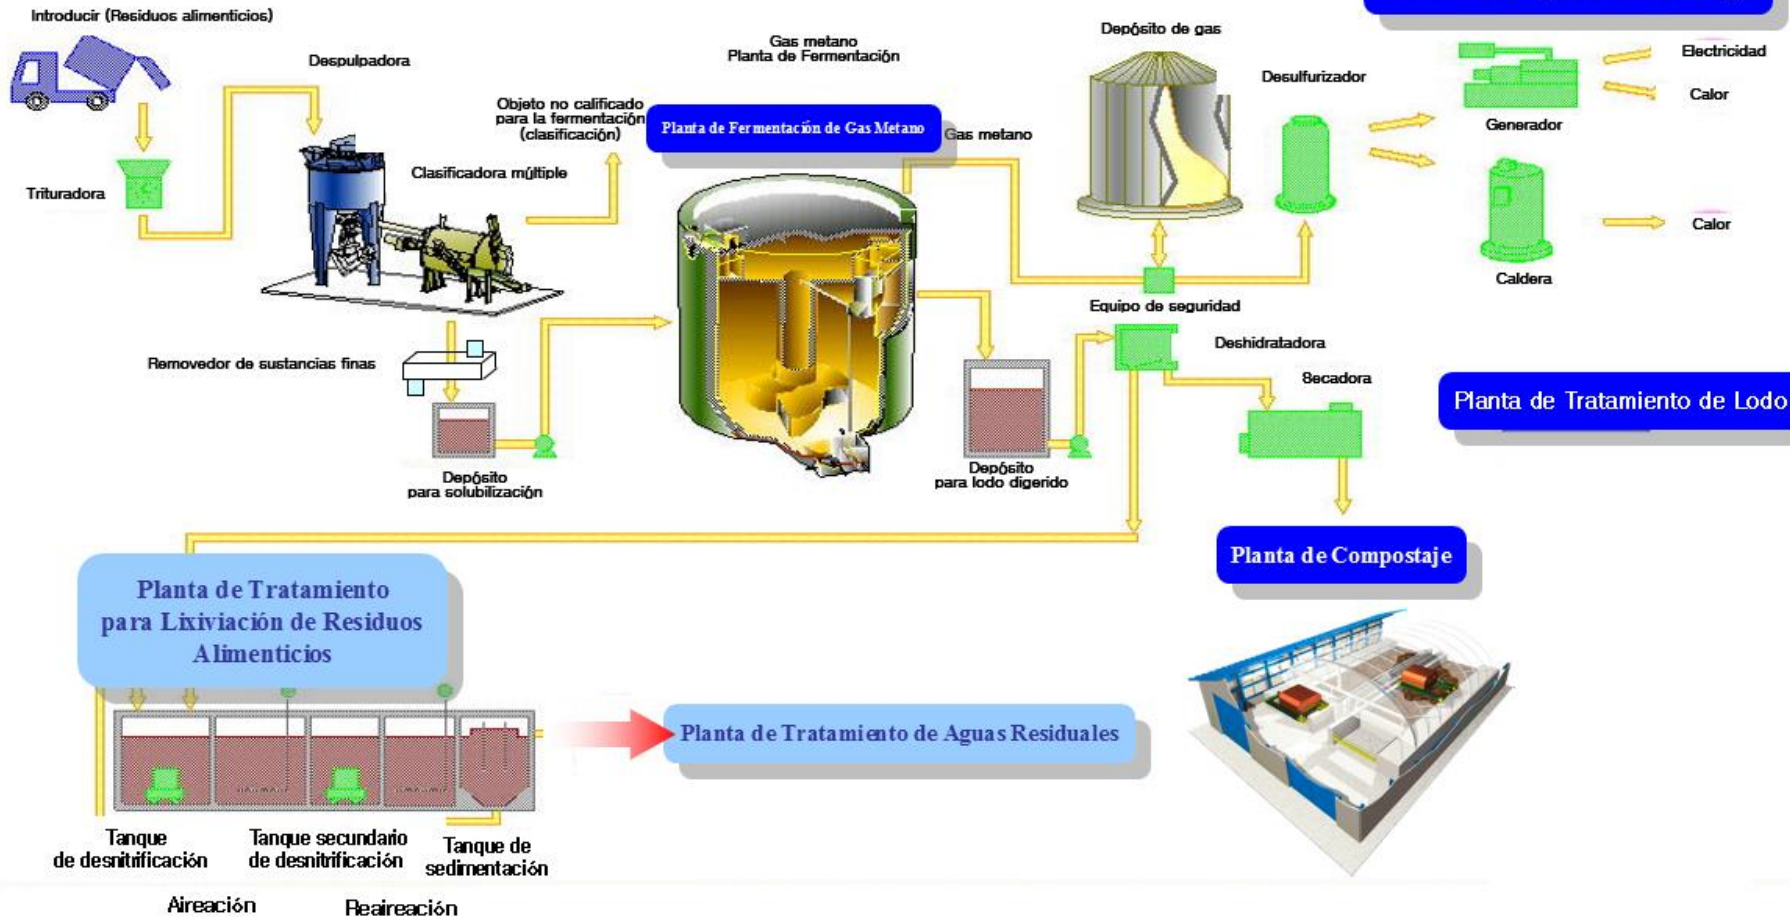 Introducir (Residuos alimenticios)
Despulpadora
Trituradora
Objeto no calificado
para la fermentación
(clasificación)
Clasificadora múltiple
Gas metano
Planta de Fermentación
Planta de Fermentación de Gas Metano
Gas metano
Depósito de gas
Desulfurizador
Electricidad
Calor
Generador
Calor
Caldera
Equipo de seguridad
Removedor de sustancias finas
Depósito
para solubilización
Depósito
para lodo digerido
Deshidratadora
Secadora
Planta de Tratamiento de Lodo
Planta de Compostaje
Planta de Tratamiento
para Lixiviación de Residuos
Alimenticios
Planta de Tratamiento de Aguas Residuales
Tanque
de desnitrificación
Tanque secundario
de desnitrificación
Tanque de
sedimentación
Aireación
Reaireación